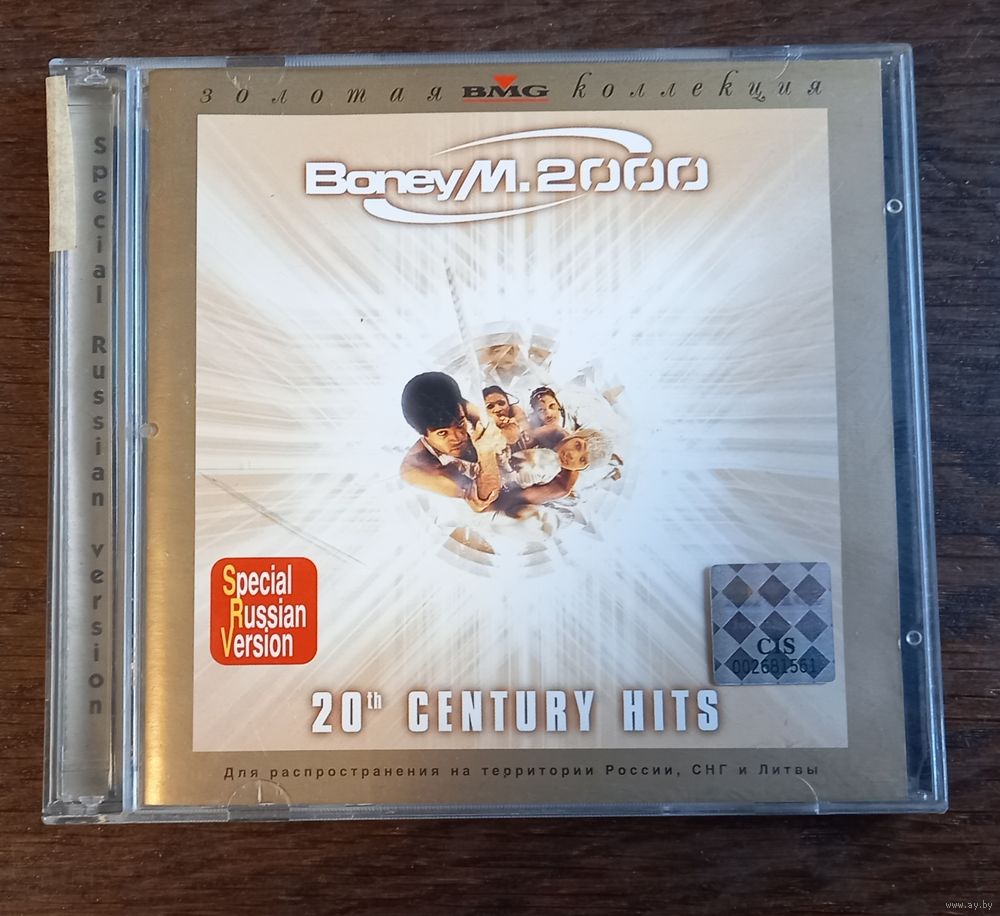 золотая BMG коллекция
Boney M. 2000
Special Russian version
Special
Russian
Version
CIS
002681561
20th CENTURY HITS
Для распространения на территории России, СНГ и Литвы
www.ay.by